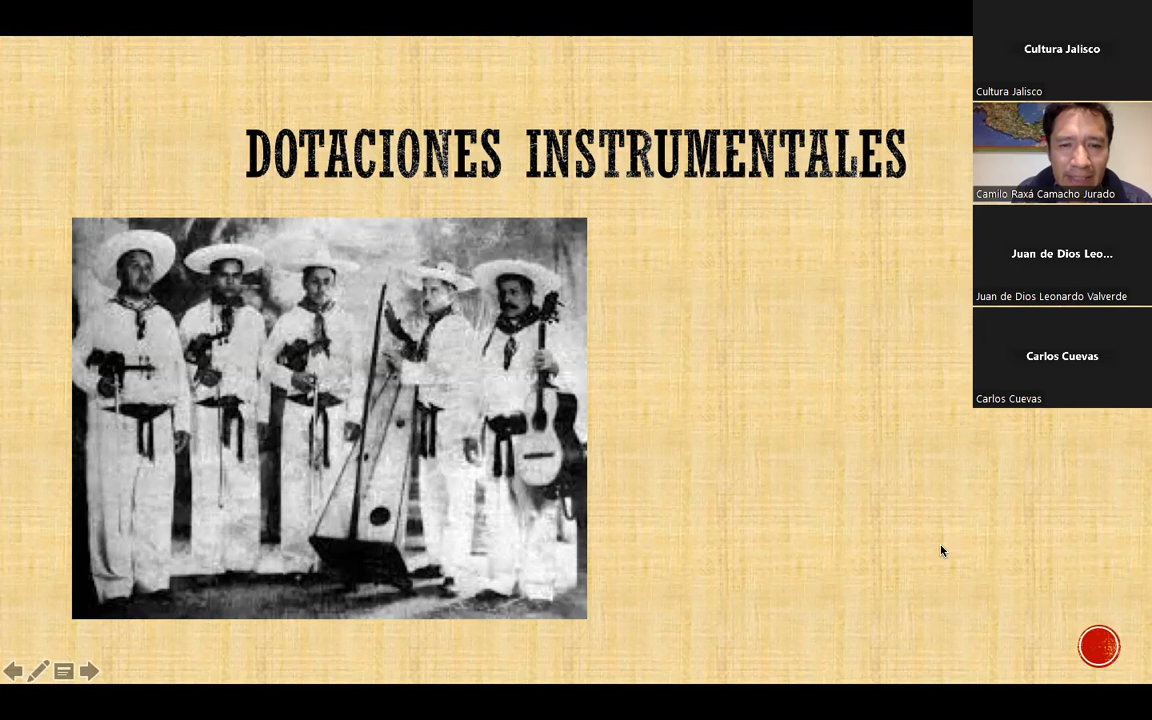 DOTACIONES INSTRUMENTALES
Cultura Jalisco
Cultura Jalisco
Camilo Raxá Camacho Jurado
Juan de Dios Leo...
Juan de Dios Leonardo Valverde
Carlos Cuevas
Carlos Cuevas